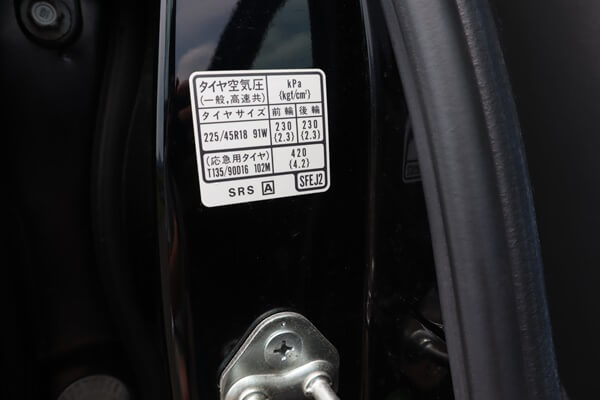 タイヤ空気圧 kPa
(一般,高速共) {kgf/cm²}
タイヤサイズ 前輪 後輪
225/45R18 91W 230 230
{2.3} {2.3}
(応急用タイヤ) 420
T135/90D16 102M {4.2}
SRS A SFEJ2